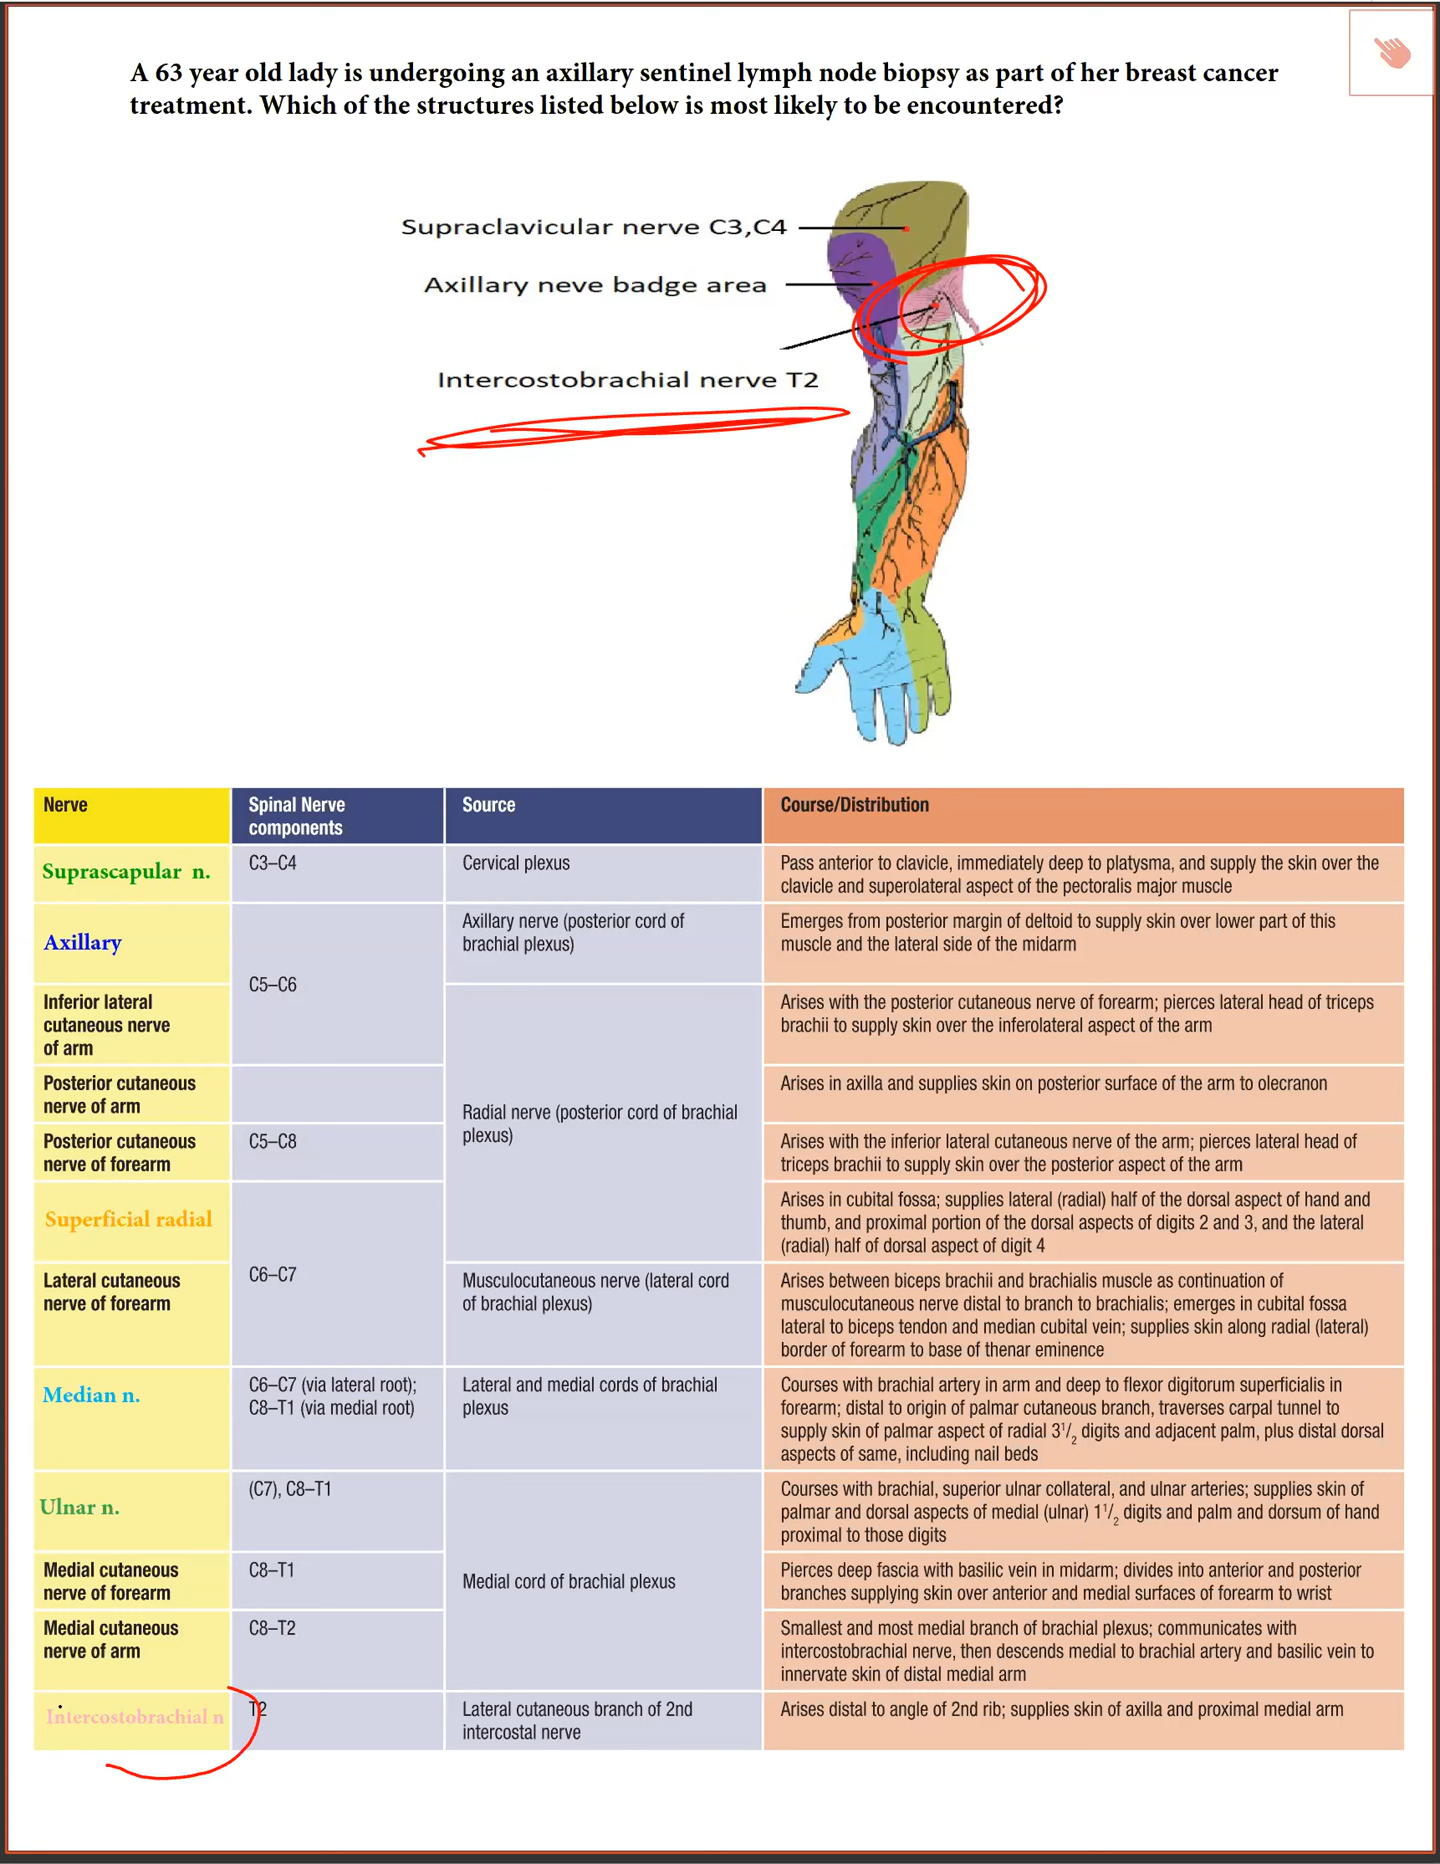 A 63 year old lady is undergoing an axillary sentinel lymph node biopsy as part of her breast cancer
treatment. Which of the structures listed below is most likely to be encountered?
Supraclavicular nerve C3,C4
Axillary neve badge area
Intercostobrachial nerve T2
Nerve
Spinal Nerve
components
Source
Course/Distribution
Suprascapular n.
C3–C4
Cervical plexus
Pass anterior to clavicle, immediately deep to platysma, and supply the skin over the
clavicle and superolateral aspect of the pectoralis major muscle
Axillary
C5–C6
Axillary nerve (posterior cord of
brachial plexus)
Emerges from posterior margin of deltoid to supply skin over lower part of this
muscle and the lateral side of the midarm
Inferior lateral
cutaneous nerve
of arm
Radial nerve (posterior cord of brachial
plexus)
Arises with the posterior cutaneous nerve of forearm; pierces lateral head of triceps
brachii to supply skin over the inferolateral aspect of the arm
Posterior cutaneous
nerve of arm
Arises in axilla and supplies skin on posterior surface of the arm to olecranon
Posterior cutaneous
nerve of forearm
C5–C8
Arises with the inferior lateral cutaneous nerve of the arm; pierces lateral head of
triceps brachii to supply skin over the posterior aspect of the arm
Superficial radial
C6–C7
Arises in cubital fossa; supplies lateral (radial) half of the dorsal aspect of hand and
thumb, and proximal portion of the dorsal aspects of digits 2 and 3, and the lateral
(radial) half of dorsal aspect of digit 4
Lateral cutaneous
nerve of forearm
Musculocutaneous nerve (lateral cord
of brachial plexus)
Arises between biceps brachii and brachialis muscle as continuation of
musculocutaneous nerve distal to branch to brachialis; emerges in cubital fossa
lateral to biceps tendon and median cubital vein; supplies skin along radial (lateral)
border of forearm to base of thenar eminence
Median n.
C6–C7 (via lateral root);
C8–T1 (via medial root)
Lateral and medial cords of brachial
plexus
Courses with brachial artery in arm and deep to flexor digitorum superficialis in
forearm; distal to origin of palmar cutaneous branch, traverses carpal tunnel to
supply skin of palmar aspect of radial 3 1/2 digits and adjacent palm, plus distal dorsal
aspects of same, including nail beds
Ulnar n.
(C7), C8–T1
Medial cord of brachial plexus
Courses with brachial, superior ulnar collateral, and ulnar arteries; supplies skin of
palmar and dorsal aspects of medial (ulnar) 1 1/2 digits and palm and dorsum of hand
proximal to those digits
Medial cutaneous
nerve of forearm
C8–T1
Pierces deep fascia with basilic vein in midarm; divides into anterior and posterior
branches supplying skin over anterior and medial surfaces of forearm to wrist
Medial cutaneous
nerve of arm
C8–T2
Smallest and most medial branch of brachial plexus; communicates with
intercostobrachial nerve, then descends medial to brachial artery and basilic vein to
innervate skin of distal medial arm
Intercostobrachial n
T2
Lateral cutaneous branch of 2nd
intercostal nerve
Arises distal to angle of 2nd rib; supplies skin of axilla and proximal medial arm